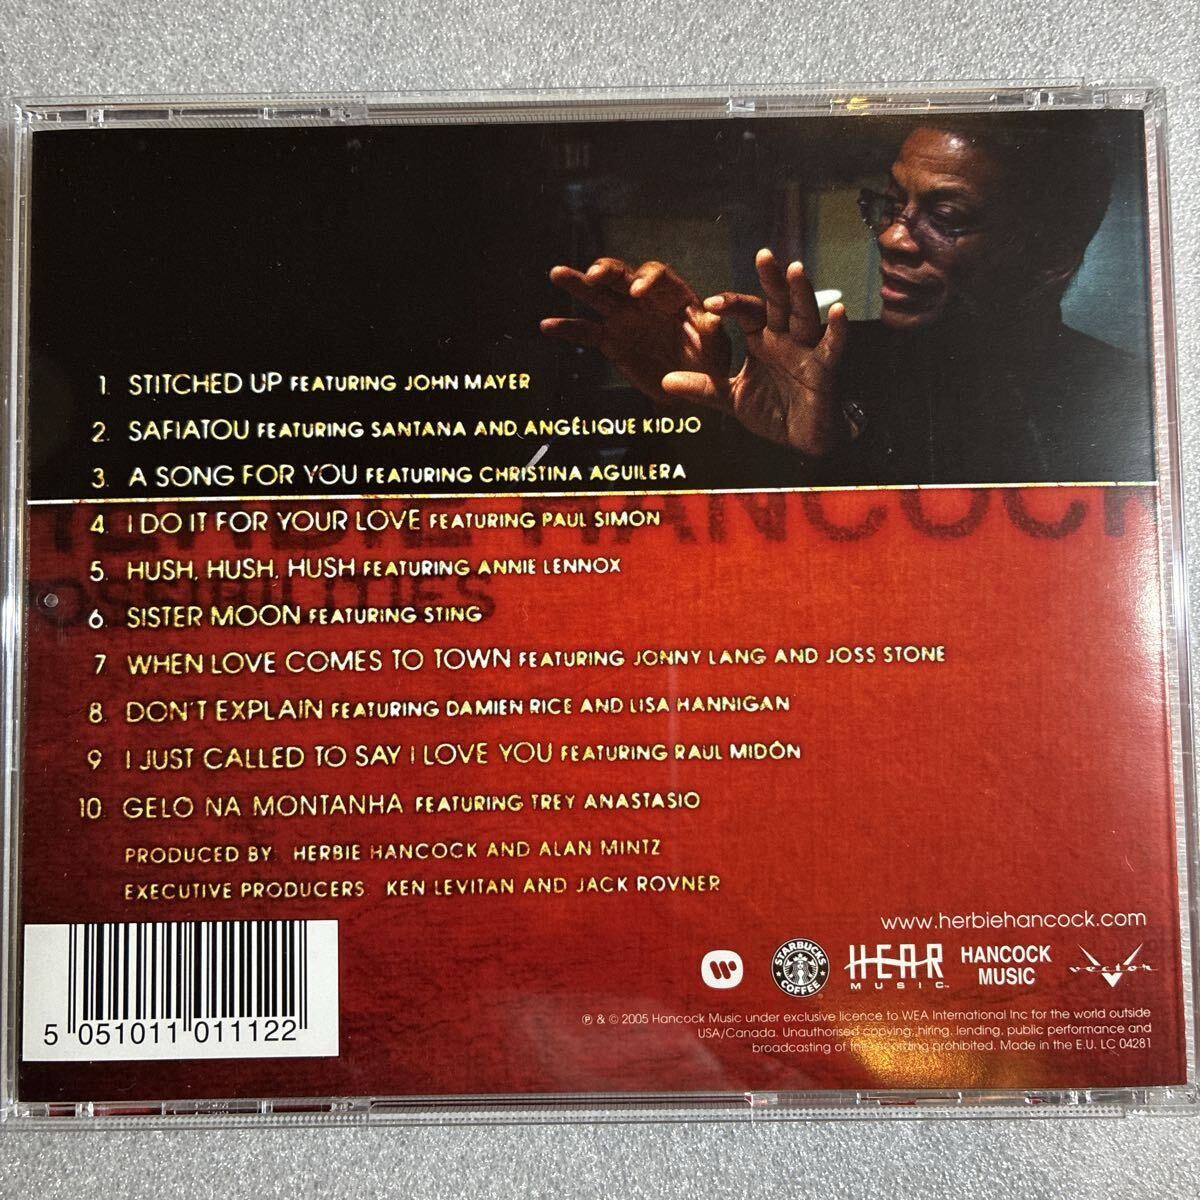 1. STITCHED UP FEATURING JOHN MAYER
2. SAFIATOU FEATURING SANTANA AND ANGÉLIQUE KIDJO
3. A SONG FOR YOU FEATURING CHRISTINA AGUILERA
4. I DO IT FOR YOUR LOVE FEATURING PAUL SIMON
5. HUSH, HUSH, HUSH FEATURING ANNIE LENNOX
6. SISTER MOON FEATURING STING
7. WHEN LOVE COMES TO TOWN FEATURING JONNY LANG AND JOSS STONE
8. DON'T EXPLAIN FEATURING DAMIEN RICE AND LISA HANNIGAN
9. I JUST CALLED TO SAY I LOVE YOU FEATURING RAUL MIDÓN
10. GELO NA MONTANHA FEATURING TREY ANASTASIO
PRODUCED BY: HERBIE HANCOCK AND ALAN MINTZ
EXECUTIVE PRODUCERS: KEN LEVITAN AND JACK ROVNER
www.herbiehancock.com
STARBUCKS COFFEE
HEAR MUSIC™
HANCOCK MUSIC
vector
5 051011 011122
℗ & © 2005 Hancock Music under exclusive licence to WEA International Inc for the world outside
USA/Canada. Unauthorised copying, hiring, lending, public performance and
broadcasting of the recording prohibited. Made in the E.U. LC 04281